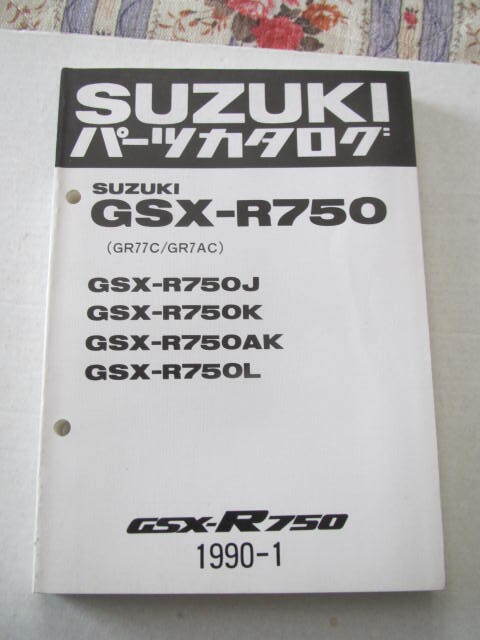 SUZUKI
パーツカタログ
SUZUKI
GSX-R750
(GR77C/GR7AC)
GSX-R750J
GSX-R750K
GSX-R750AK
GSX-R750L
GSX-R750
1990-1